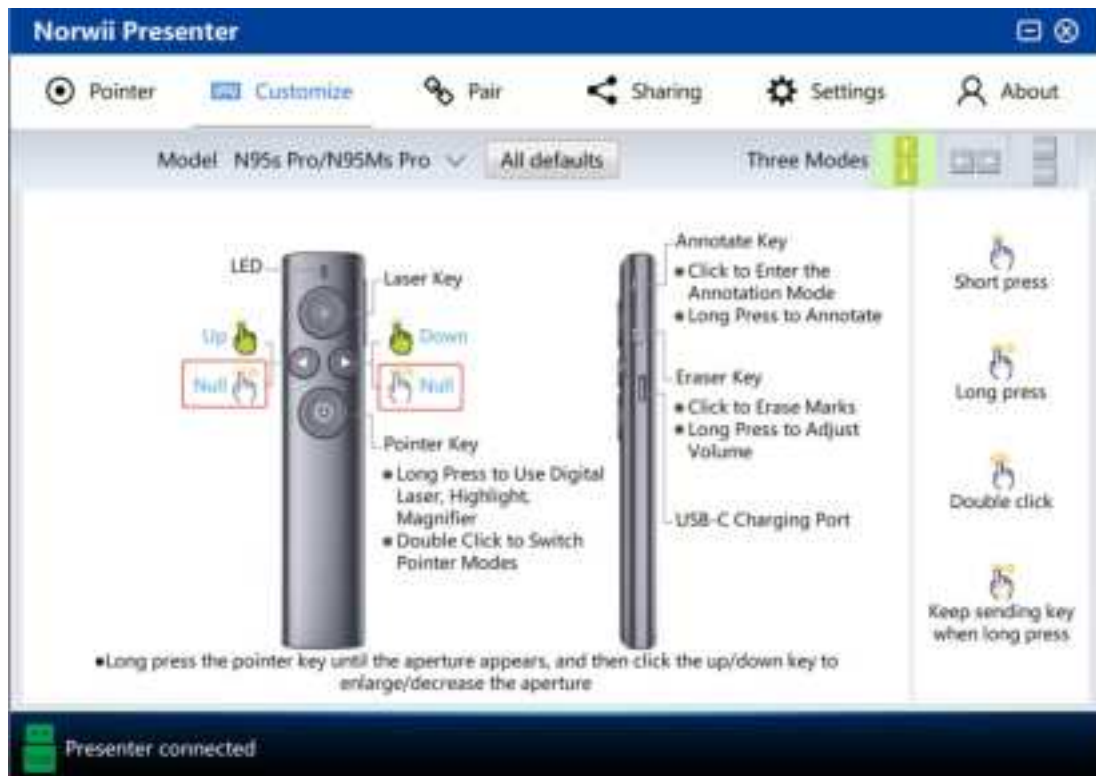 Norwii Presenter
Pointer Customize Pair Sharing Settings About
Model N95s Pro/N95Ms Pro All defaults Three Modes
LED
Laser Key
Up
Down
Null
Null
Pointer Key
•Long Press to Use Digital
Laser, Highlight,
Magnifier
•Double Click to Switch
Pointer Modes
Annotate Key
•Click to Enter the
Annotation Mode
•Long Press to Annotate
Eraser Key
•Click to Erase Marks
•Long Press to Adjust
Volume
USB-C Charging Port
•Long press the pointer key until the aperture appears, and then click the up/down key to
enlarge/decrease the aperture
Short press
Long press
Double click
Keep sending key
when long press
Presenter connected